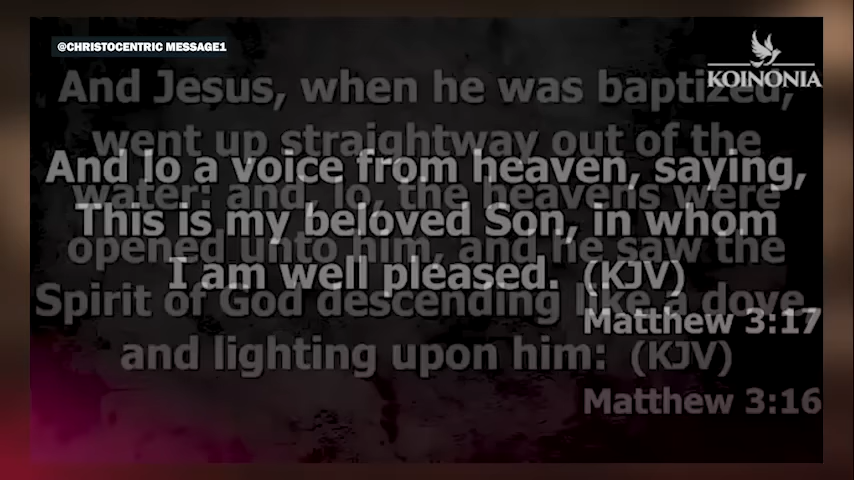 @CHRISTOCENTRIC MESSAGE1
KOINONIA
And Jesus, when he was baptized,
went up straightway out of the
water: and, lo, the heavens were
opened unto him, and he saw the
Spirit of God descending like a dove,
and lighting upon him: (KJV)
Matthew 3:16
And lo a voice from heaven, saying,
This is my beloved Son, in whom
I am well pleased. (KJV)
Matthew 3:17